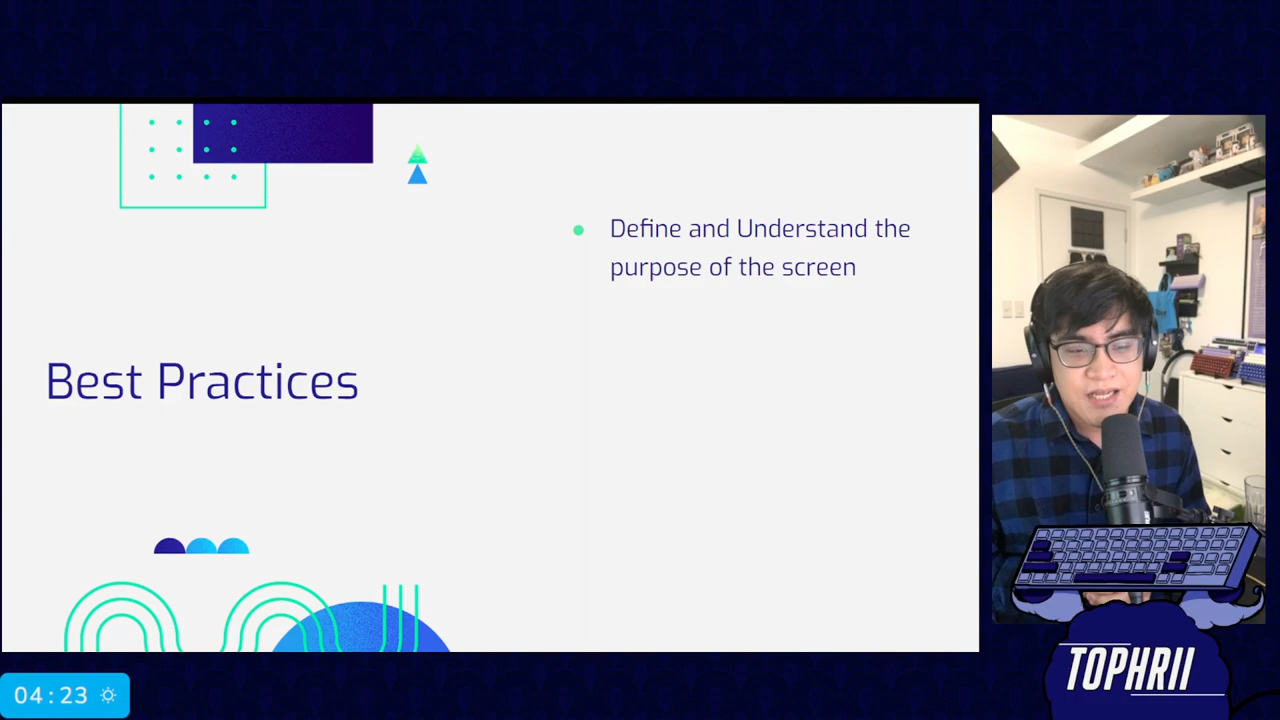 Define and Understand the
purpose of the screen
Best Practices
04:23
TOPHRII